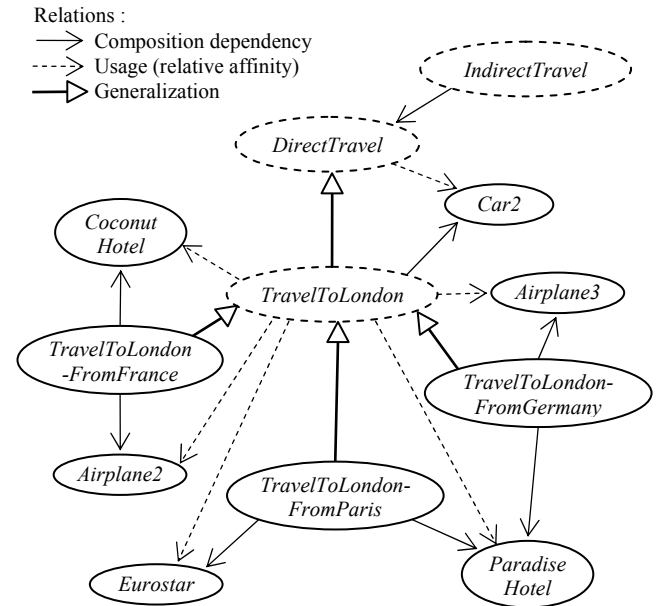 Relations :
Composition dependency
Usage (relative affinity)
Generalization
IndirectTravel
DirectTravel
Car2
Coconut
Hotel
TravelToLondon
Airplane3
TravelToLondon
-FromFrance
TravelToLondon-
FromGermany
Airplane2
TravelToLondon-
FromParis
Eurostar
Paradise
Hotel